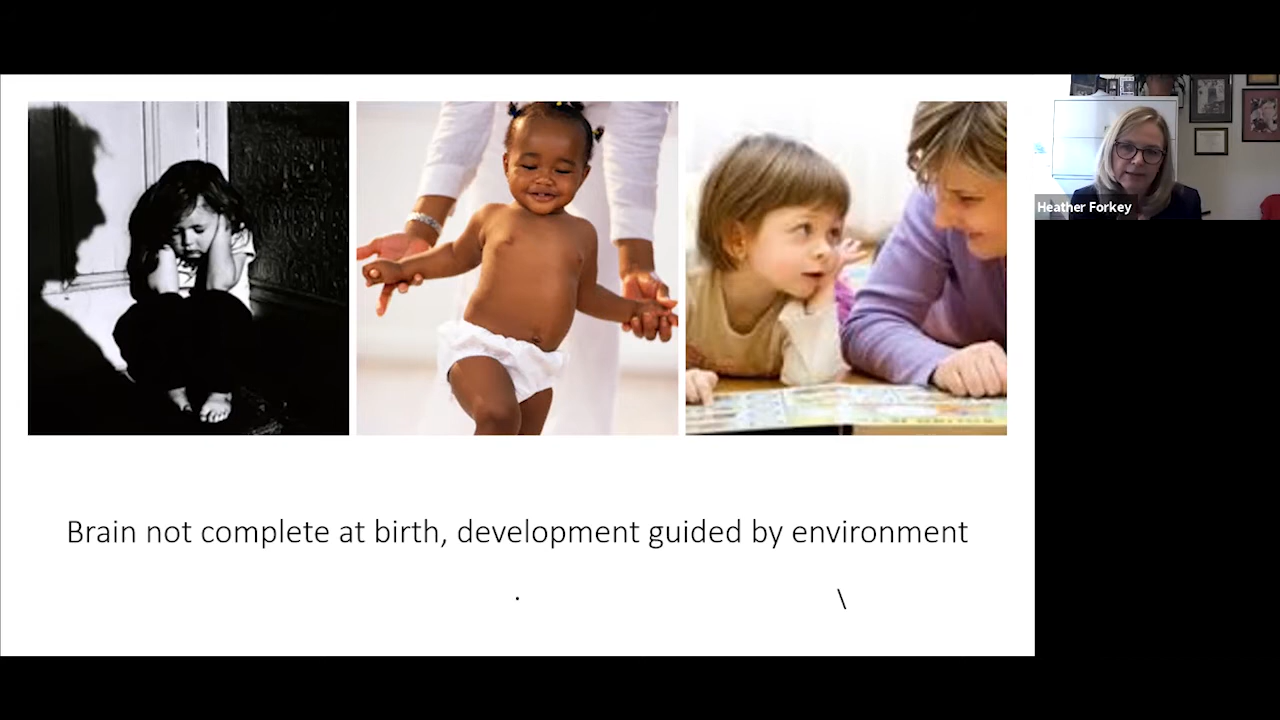 Heather Forkey
Brain not complete at birth, development guided by environment
. \